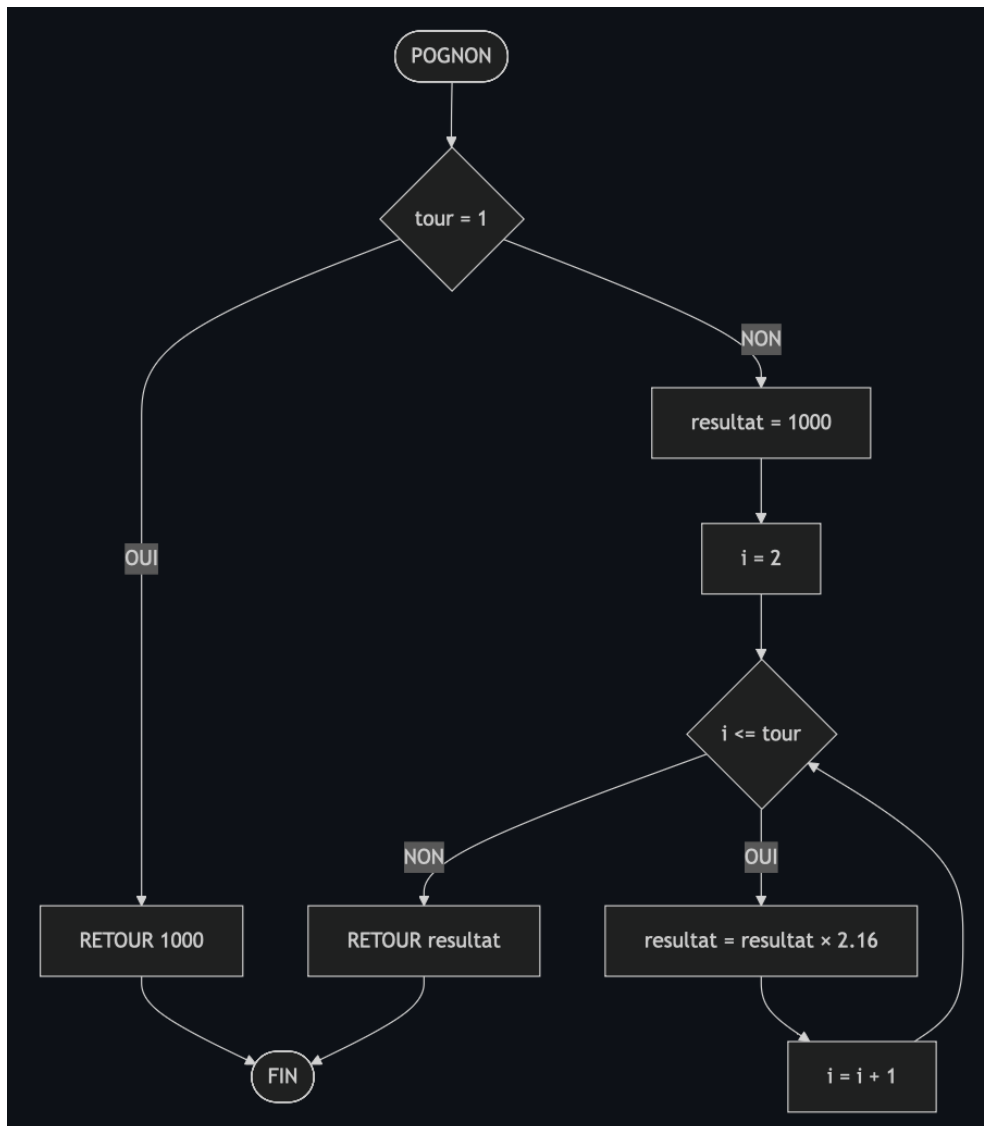 POGNON
tour = 1
NON
resultat = 1000
OUI
i = 2
i <= tour
NON
OUI
RETOUR 1000
RETOUR resultat
resultat = resultat × 2.16
FIN
i = i + 1